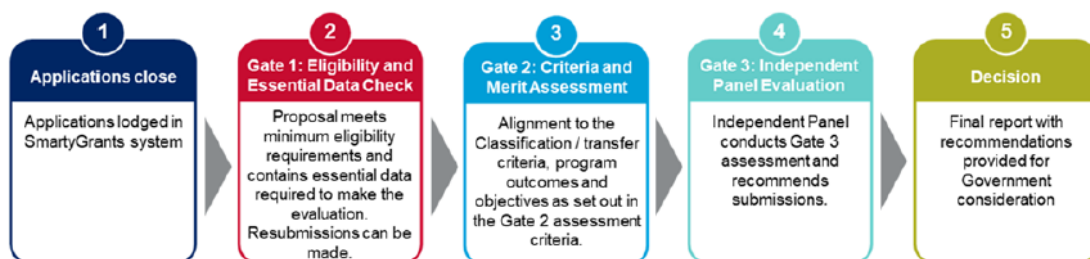 1
Applications close
Applications lodged in
SmartyGrants system
2
Gate 1: Eligibility and
Essential Data Check
Proposal meets
minimum eligibility
requirements and
contains essential data
required to make the
evaluation.
Resubmissions can be
made.
3
Gate 2: Criteria and
Merit Assessment
Alignment to the
Classification / transfer
criteria, program
outcomes and
objectives as set out in
the Gate 2 assessment
criteria.
4
Gate 3: Independent
Panel Evaluation
Independent Panel
conducts Gate 3
assessment and
recommends
submissions.
5
Decision
Final report with
recommendations
provided for
Government
consideration